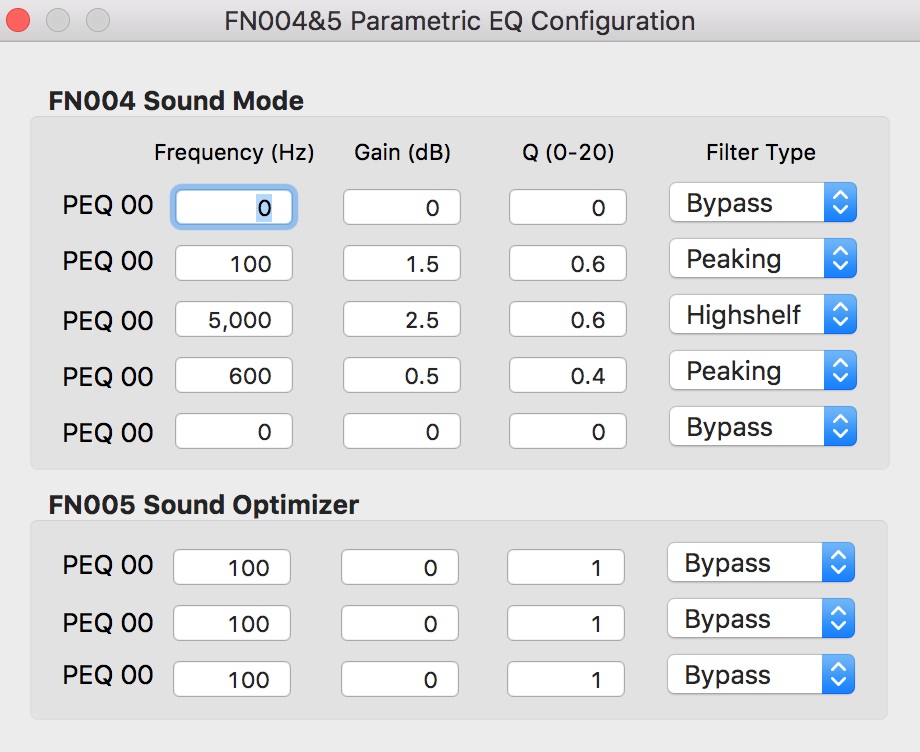 FN004&5 Parametric EQ Configuration
FN004 Sound Mode
Frequency (Hz) Gain (dB) Q (0-20) Filter Type
PEQ 00 0 0 0 Bypass
PEQ 00 100 1.5 0.6 Peaking
PEQ 00 5,000 2.5 0.6 Highshelf
PEQ 00 600 0.5 0.4 Peaking
PEQ 00 0 0 0 Bypass
FN005 Sound Optimizer
PEQ 00 100 0 1 Bypass
PEQ 00 100 0 1 Bypass
PEQ 00 100 0 1 Bypass